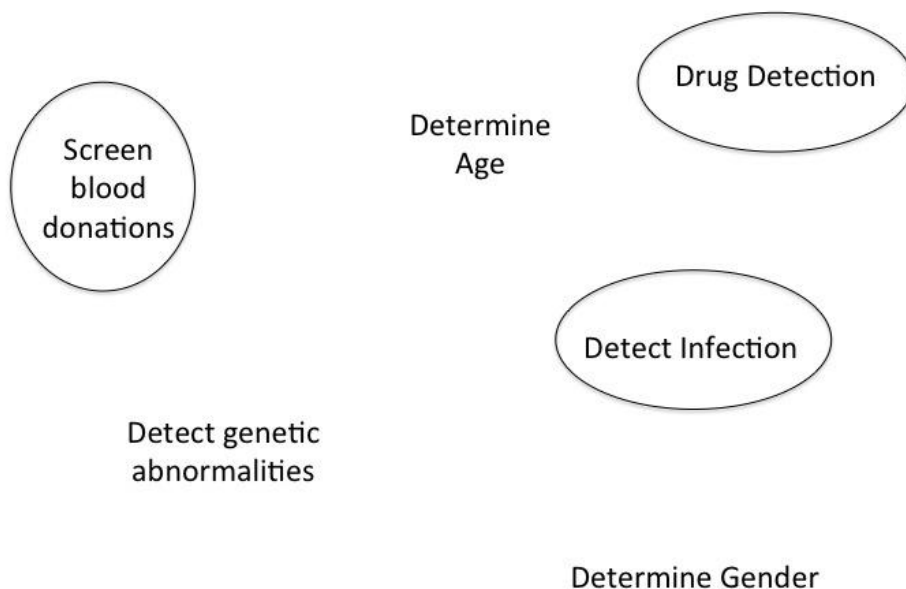 Drug Detection
Determine
Age
Screen
blood
donations
Detect Infection
Detect genetic
abnormalities
Determine Gender